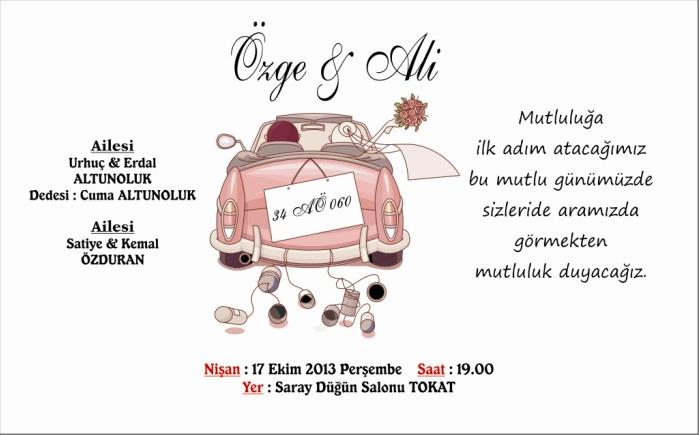 Özge & Ali
Ailesi
Urhuç & Erdal
ALTUNOLUK
Dedesi : Cuma ALTUNOLUK
Ailesi
Satiye & Kemal
ÖZDURAN
34 AÖ 060
Mutluluğa
ilk adım atacağımız
bu mutlu günümüzde
sizleride aramızda
görmekten
mutluluk duyacağız.
Nişan : 17 Ekim 2013 Perşembe Saat : 19.00
Yer : Saray Düğün Salonu TOKAT